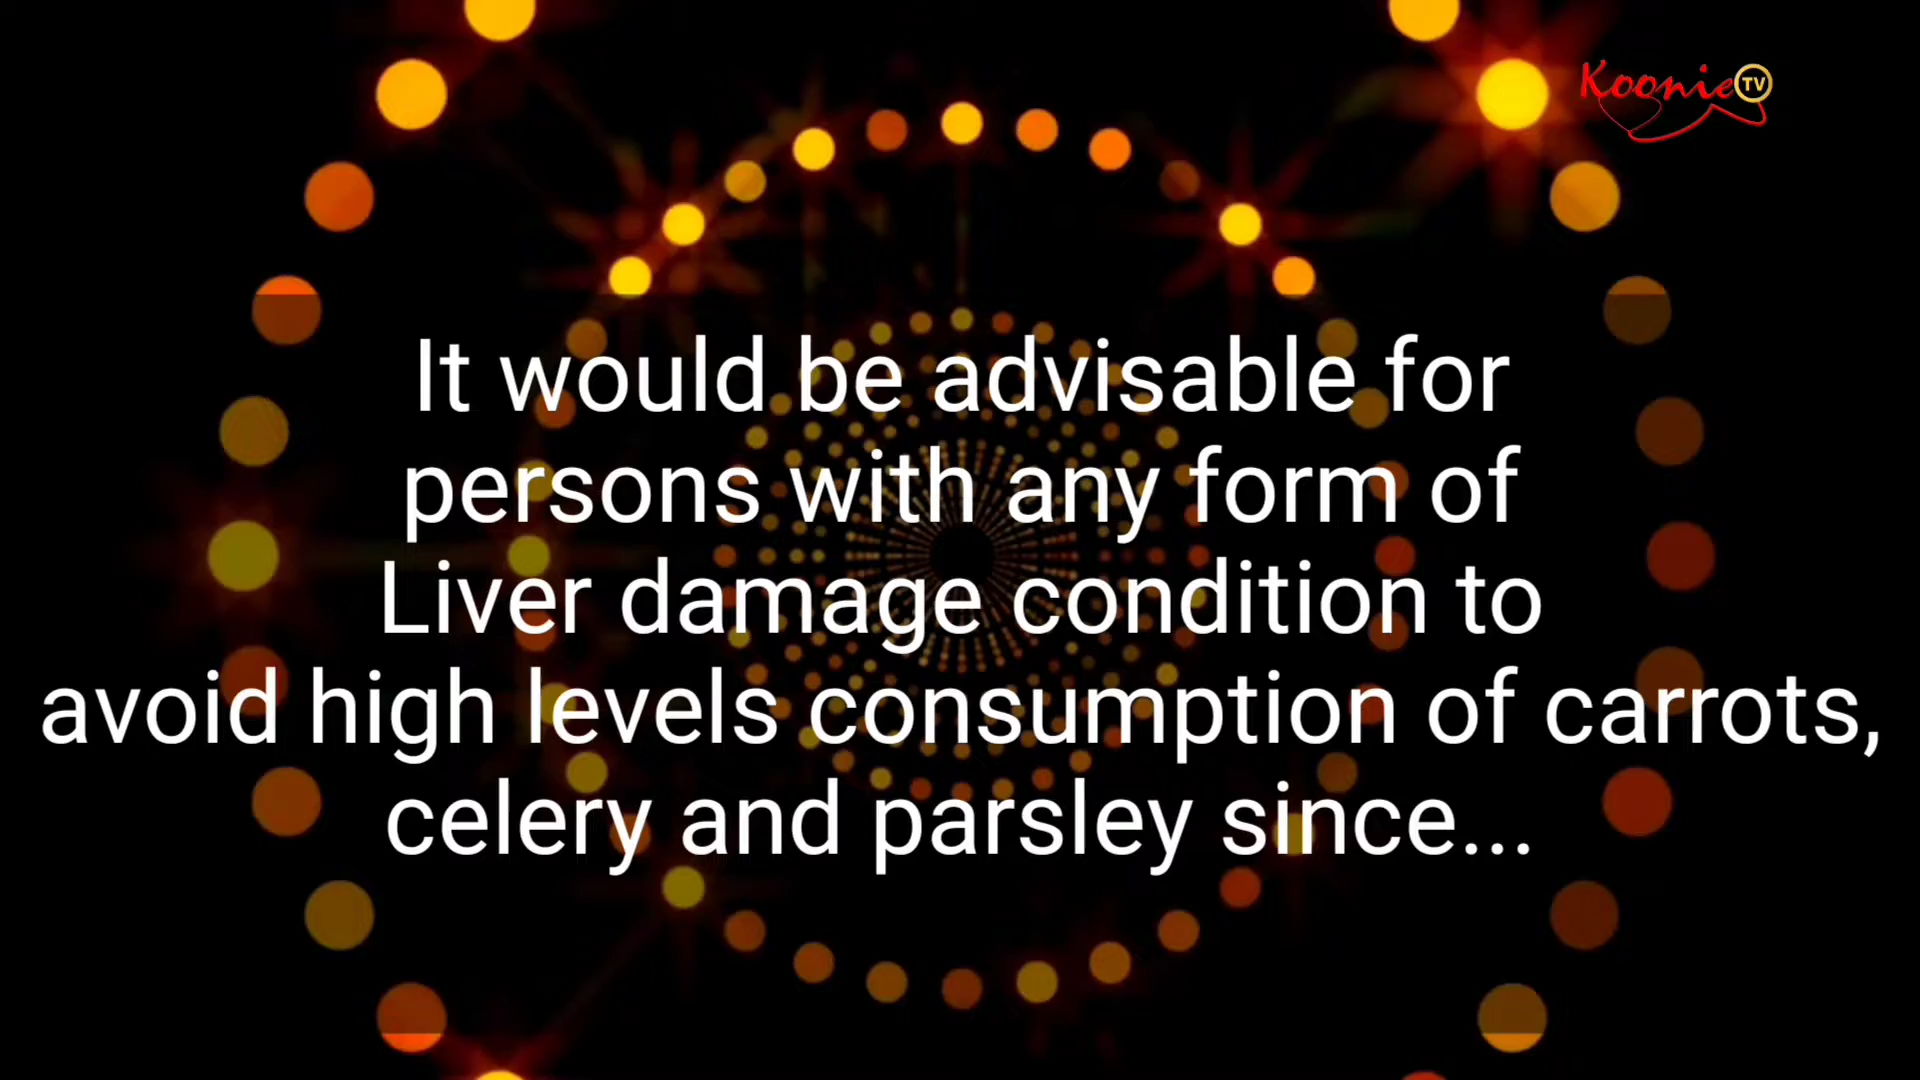 Koonie TV
It would be advisable for
persons with any form of
Liver damage condition to
avoid high levels consumption of carrots,
celery and parsley since...